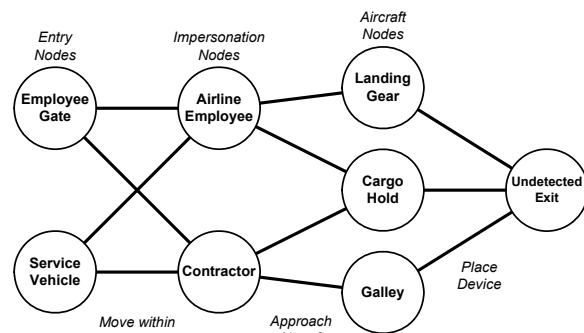 Entry
Nodes
Impersonation
Nodes
Aircraft
Nodes
Employee
Gate
Airline
Employee
Landing
Gear
Cargo
Hold
Undetected
Exit
Service
Vehicle
Contractor
Galley
Place
Device
Move within
Approach